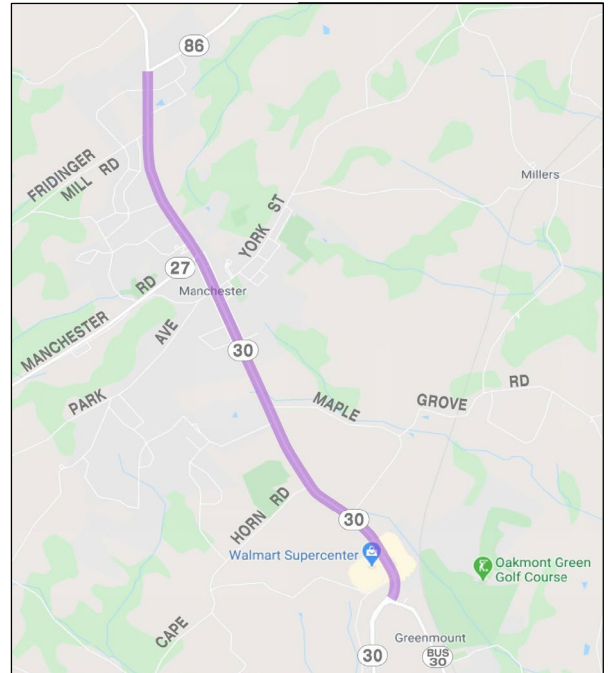 86
FRIDINGER
MILL RD
Millers
YORK ST
27
Manchester
MANCHESTER RD
PARK AVE
30
MAPLE GROVE RD
CAPE HORN RD
30
Walmart Supercenter
Oakmont Green
Golf Course
Greenmount
30
BUS
30